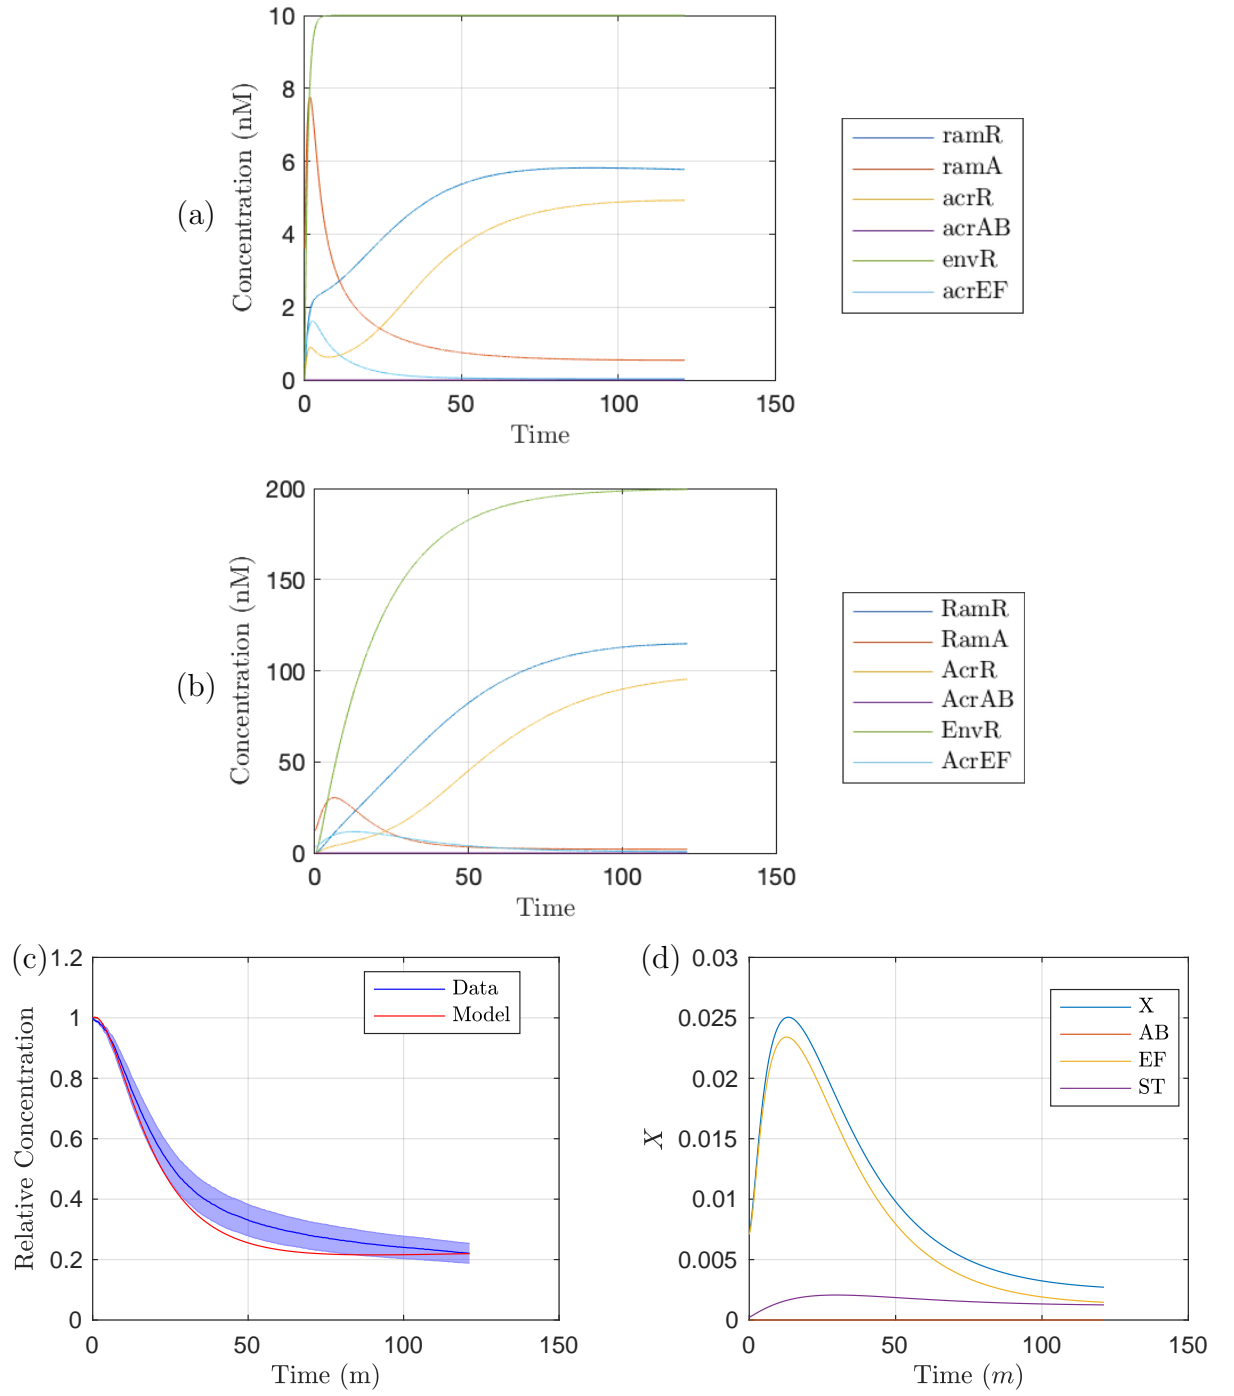 (a)
Concentration (nM)
10
8
6
4
2
0
0 50 100 150
Time
ramR
ramA
acrR
acrAB
envR
acrEF
(b)
Concentration (nM)
200
150
100
50
0
0 50 100 150
Time
RamR
RamA
AcrR
AcrAB
EnvR
AcrEF
(c)
Relative Concentration
1.2
1
0.8
0.6
0.4
0.2
0
0 50 100 150
Time (m)
Data
Model
(d)
X
0.03
0.025
0.02
0.015
0.01
0.005
0
0 50 100 150
Time (m)
X
AB
EF
ST